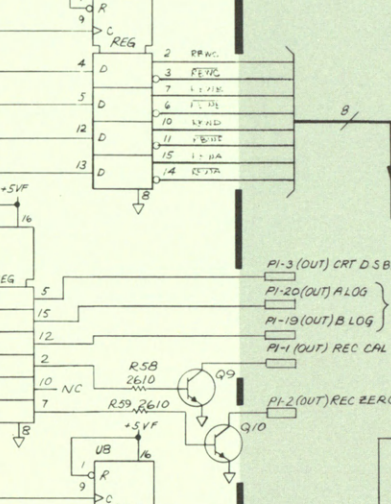 R
9
C
REG
2
4 D
3
7
5 D
6
10
12 D
11
15
13 D
14
8
8
+5VF
16
P1-3 (OUT) CRT DSB
EG
5
P1-20 (OUT) A LOG
15
P1-19 (OUT) B LOG
12
P1-1 (OUT) REC CAL
2
R58
2610
Q9
10 NC
7
R59 2610
P1-2 (OUT) REC ZERO
+5VF
Q10
8
U8
16
1
R
9
C